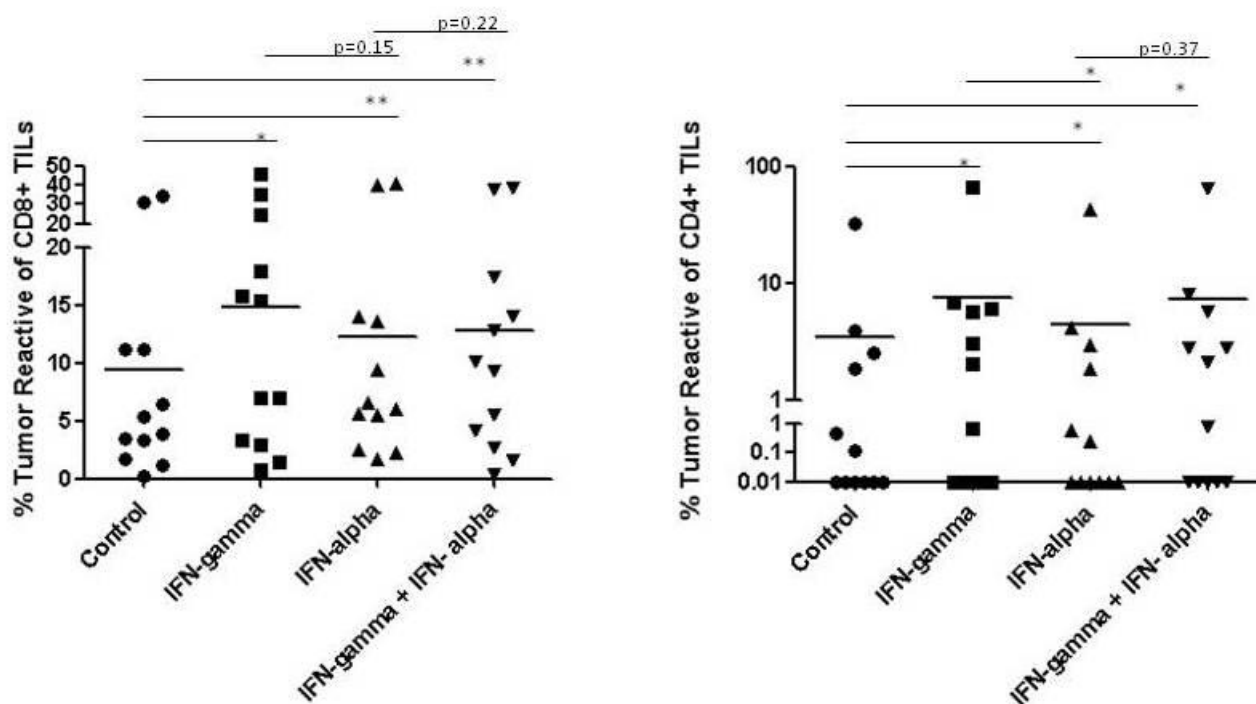 p=0.22
p=0.15
**
**
*
% Tumor Reactive of CD8+ TILs
50
40
30
20
20
15
10
5
0
Control
IFN-gamma
IFN-alpha
IFN-gamma + IFN- alpha
p=0.37
*
*
*
*
% Tumor Reactive of CD4+ TILs
100
10
1
1
0.1
0.01
Control
IFN-gamma
IFN-alpha
IFN-gamma + IFN- alpha